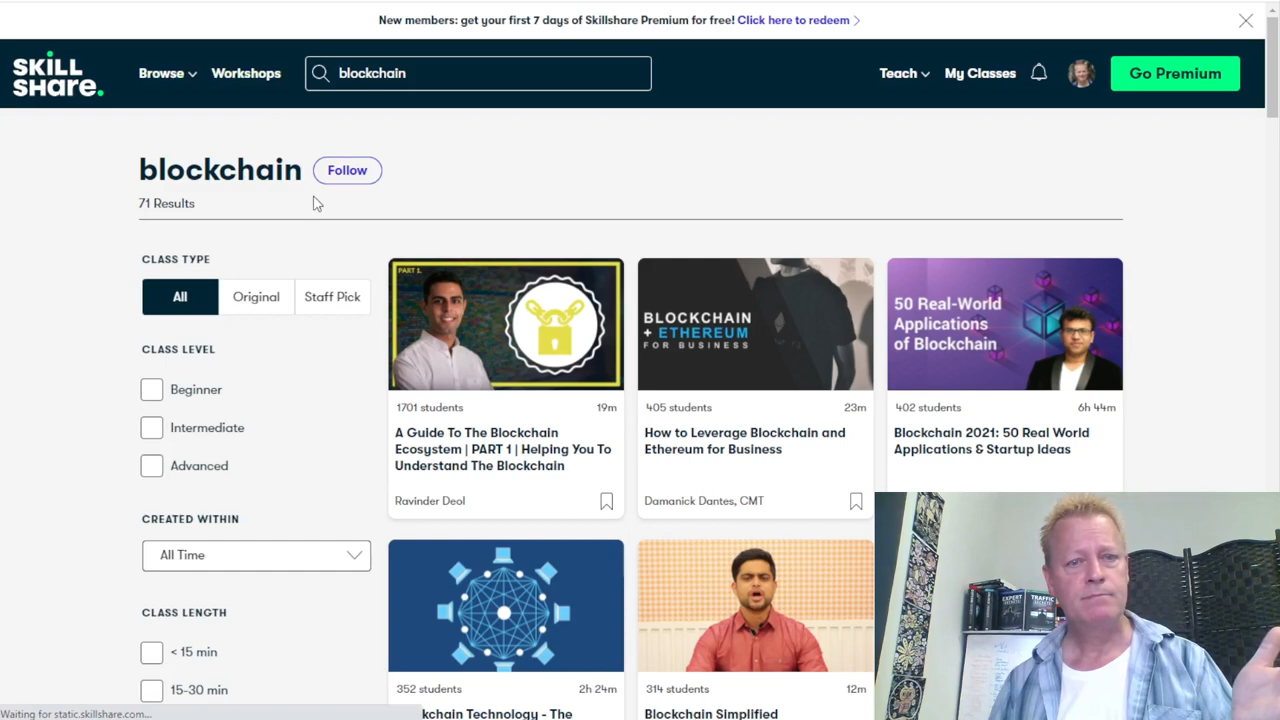 New members: get your first 7 days of Skillshare Premium for free! Click here to redeem >
SKILL
SHare.
Browse
Workshops
blockchain
Teach
My Classes
Go Premium
blockchain
Follow
71 Results
CLASS TYPE
All
Original
Staff Pick
CLASS LEVEL
Beginner
Intermediate
Advanced
CREATED WITHIN
All Time
CLASS LENGTH
< 15 min
15-30 min
PART 1.
1701 students
19m
A Guide To The Blockchain
Ecosystem | PART 1 | Helping You To
Understand The Blockchain
Ravinder Deol
BLOCKCHAIN
+ ETHEREUM
FOR BUSINESS
405 students
23m
How to Leverage Blockchain and
Ethereum for Business
Damanick Dantes, CMT
50 Real-World
Applications
of Blockchain
402 students
6h 44m
Blockchain 2021: 50 Real World
Applications & Startup Ideas
352 students
2h 24m
kchain Technology - The
314 students
12m
Blockchain Simplified
EXPERT
TRAFFIC
Waiting for static.skillshare.com...